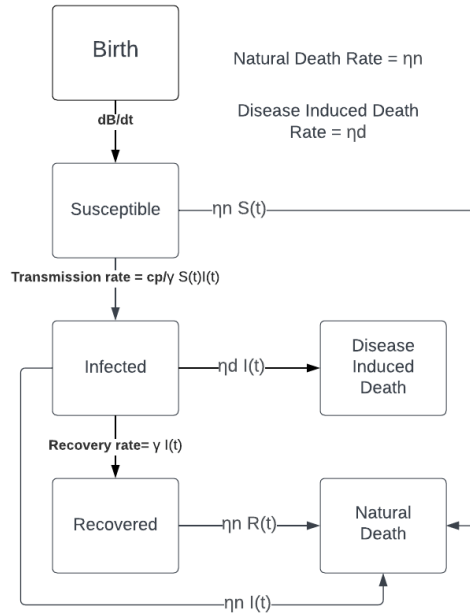 Birth
Natural Death Rate = ηn
Disease Induced Death
Rate = ηd
dB/dt
Susceptible
ηn S(t)
Transmission rate = cp/γ S(t)I(t)
Infected
ηd I(t)
Disease
Induced
Death
Recovery rate= γ I(t)
Recovered
ηn R(t)
Natural
Death
ηn I(t)